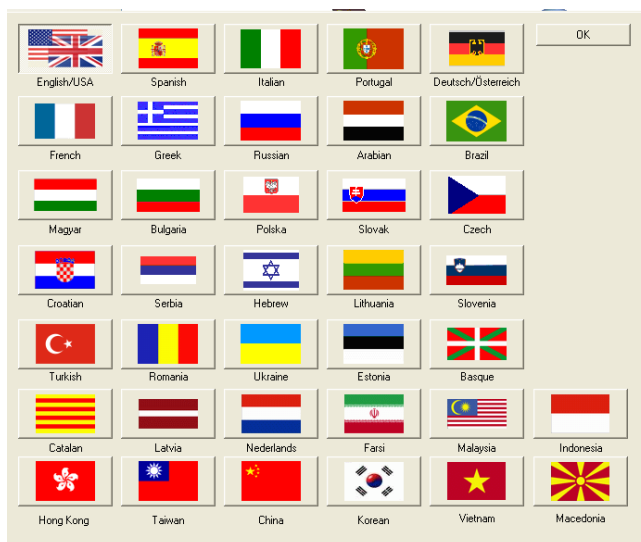 OK
English/USA
Spanish
Italian
Portugal
Deutsch/Österreich
French
Greek
Russian
Arabian
Brazil
Magyar
Bulgaria
Polska
Slovak
Czech
Croatian
Serbia
Hebrew
Lithuania
Slovenia
Turkish
Romania
Ukraine
Estonia
Basque
Catalan
Latvia
Nederlands
Farsi
Malaysia
Indonesia
Hong Kong
Taiwan
China
Korean
Vietnam
Macedonia